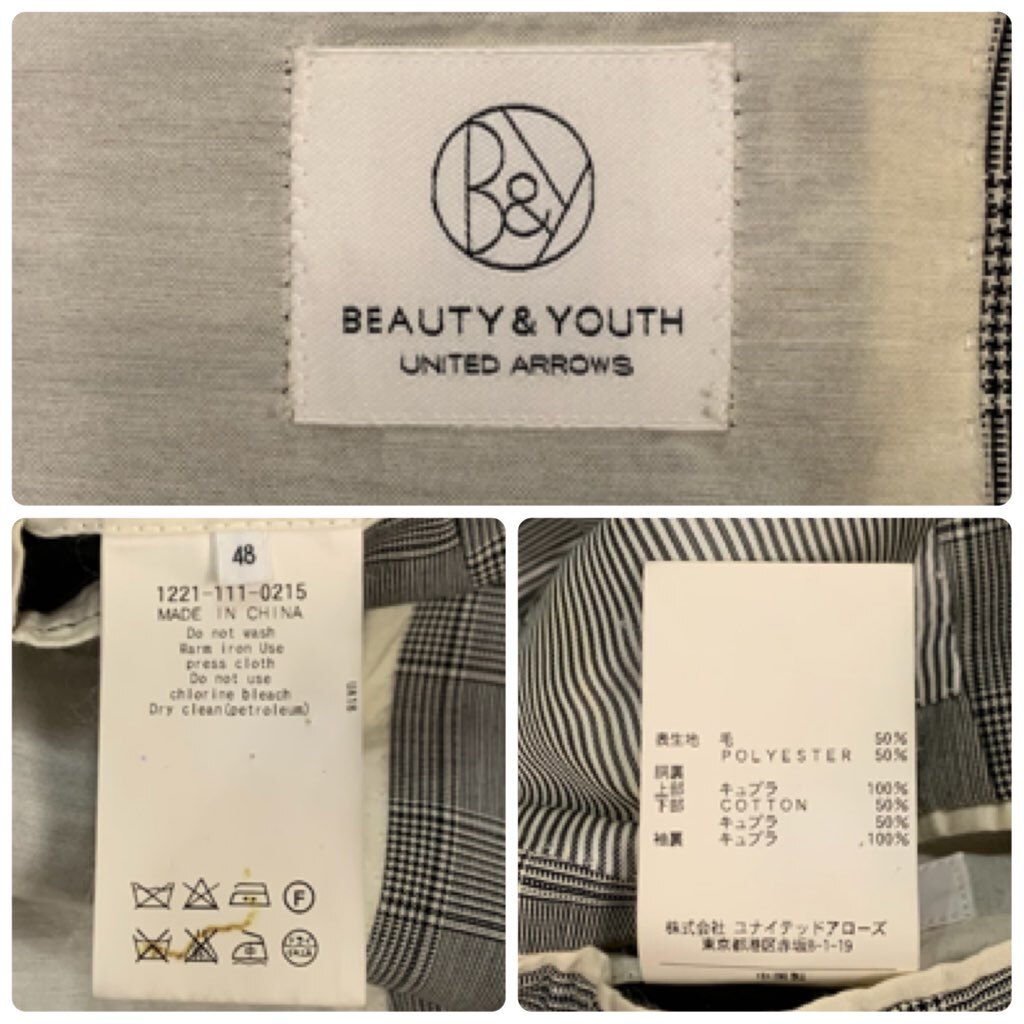 B&Y
BEAUTY & YOUTH
UNITED ARROWS
48
1221-111-0215
MADE IN CHINA
Do not wash
Warm iron Use
press cloth
Do not use
chlorine bleach
Dry clean(petroleum)
UA16
F
中
表生地 毛 50%
POLYESTER 50%
胴裏
上部 キュプラ 100%
下部 COTTON 50%
キュプラ 50%
袖裏 キュプラ 100%
株式会社 ユナイテッドアローズ
東京都港区赤坂8-1-19